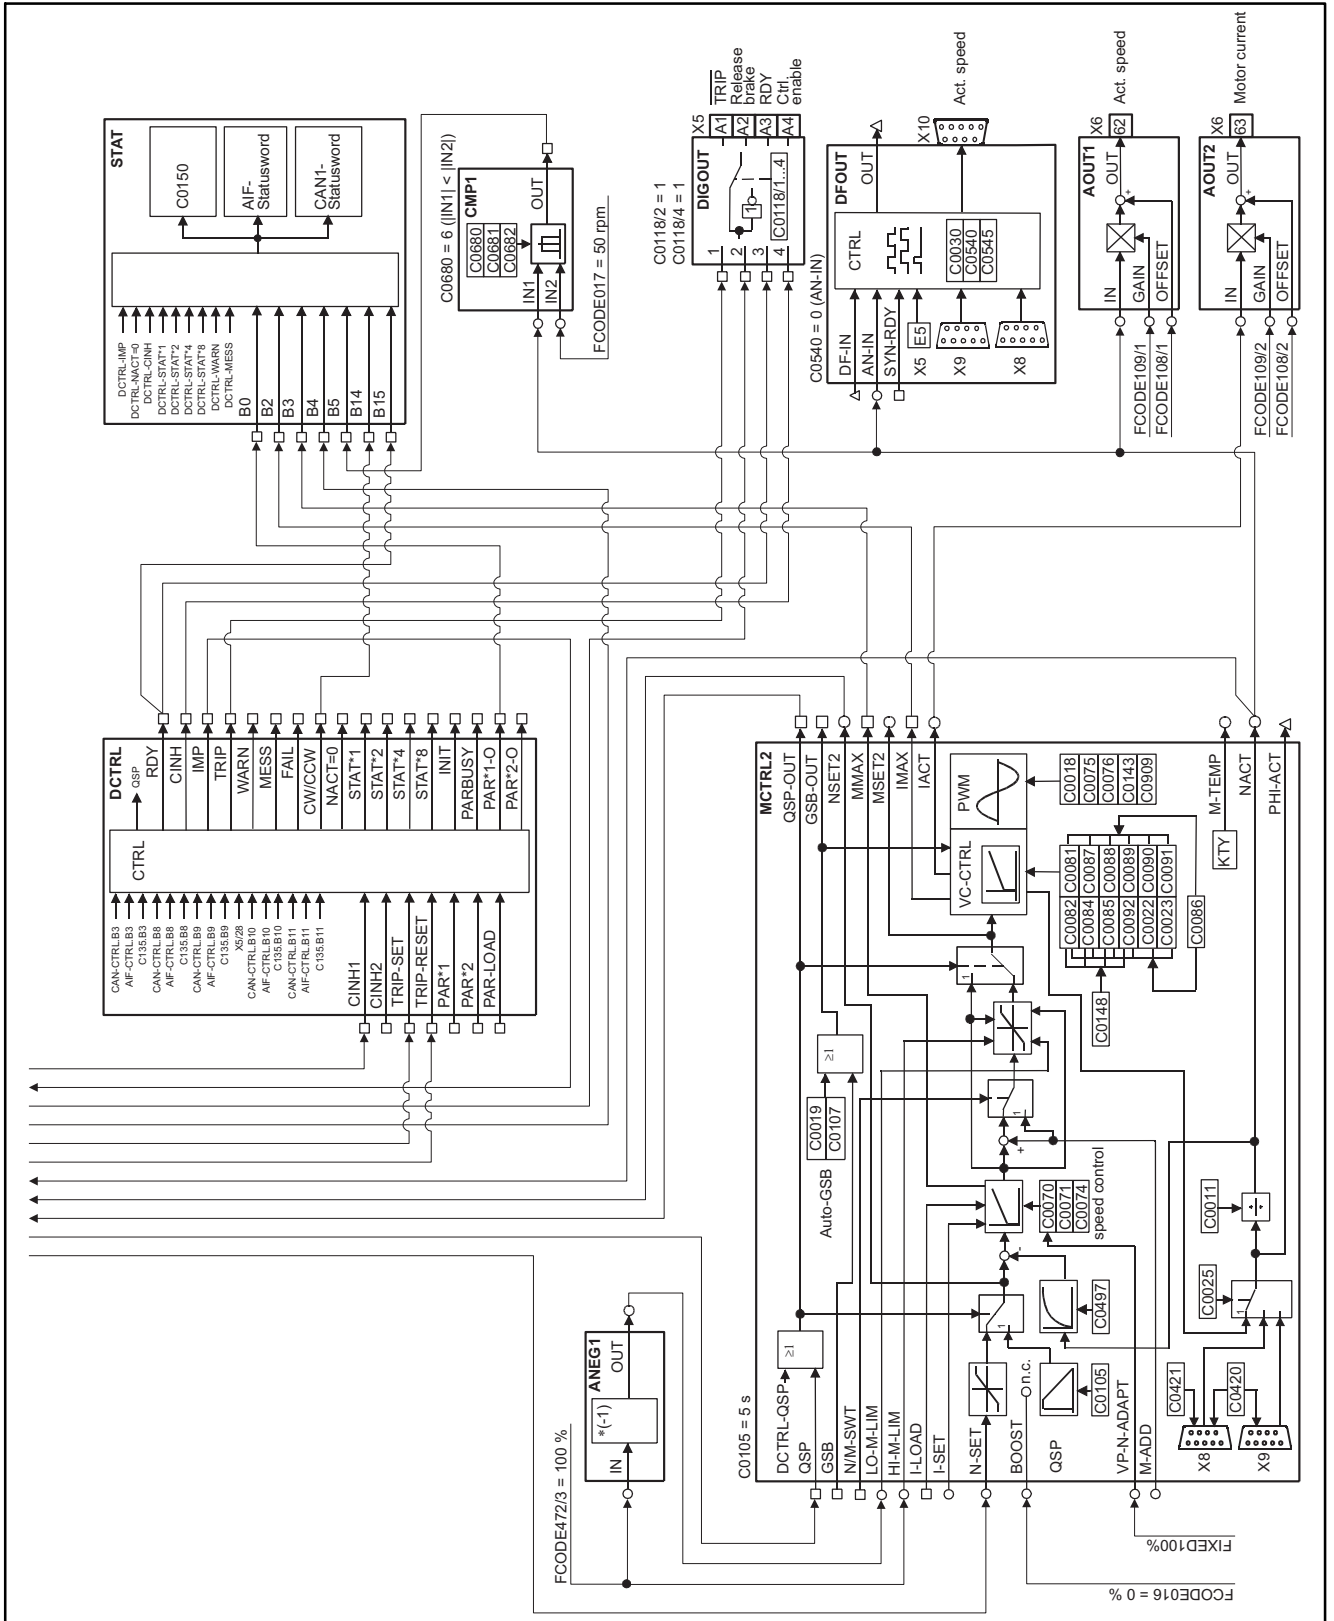 STAT
C0150
AIF-
Statusword
CAN1-
Statusword
DCTRL-IMP
DCTRL-NACT=0
DCTRL-CINH
DCTRL-STAT*1
DCTRL-STAT*2
DCTRL-STAT*4
DCTRL-STAT*8
DCTRL-WARN
DCTRL-MESS
B0
B2
B3
B4
B5
B14
B15
C0680 = 6 (|IN1| < |IN2|)
CMP1
C0680
C0681
C0682
OUT
IN1
IN2
FCODE017 = 50 rpm
C0118/2 = 1
C0118/4 = 1
DIGOUT
X5
A1
A2
A3
A4
TRIP
Release
brake
RDY
Ctrl.
enable
1
2
3
4
1
C0118/1...4
C0540 = 0 (AN-IN)
DFOUT
X10
Act. speed
OUT
CTRL
C0030
C0540
C0545
DF-IN
AN-IN
SYN-RDY
X5
E5
X9
X8
AOUT1
X6
62
Act. speed
OUT
+
IN
GAIN
OFFSET
FCODE109/1
FCODE108/1
AOUT2
X6
63
Motor current
OUT
+
IN
GAIN
OFFSET
FCODE109/2
FCODE108/2
DCTRL
QSP
RDY
CINH
IMP
TRIP
WARN
MESS
FAIL
CW/CCW
NACT=0
STAT*1
STAT*2
STAT*4
STAT*8
INIT
PARBUSY
PAR*1-O
PAR*2-O
CTRL
CAN-CTRL.B3
AIF-CTRL.B3
C135.B3
CAN-CTRL.B8
AIF-CTRL.B8
C135.B8
CAN-CTRL.B9
AIF-CTRL.B9
C135.B9
X5/28
CAN-CTRL.B10
AIF-CTRL.B10
C135.B10
CAN-CTRL.B11
AIF-CTRL.B11
C135.B11
CINH1
CINH2
TRIP-SET
TRIP-RESET
PAR*1
PAR*2
PAR-LOAD
MCTRL2
QSP-OUT
GSB-OUT
NSET2
MMAX
MSET2
IMAX
IACT
M-TEMP
NACT
PHI-ACT
PWM
VC-CTRL
C0018
C0075
C0076
C0143
C0909
C0082
C0081
C0084
C0087
C0085
C0088
C0092
C0089
C0022
C0090
C0023
C0091
C0086
C0148
KTY
1
≥1
C0019
C0107
Auto-GSB
1
+
C0070
C0071
C0074
speed control
-
C0011
C0025
1
C0497
1
≥1
C0105
C0421
C0420
X8
X9
C0105 = 5 s
DCTRL-QSP
QSP
GSB
N/M-SWT
LO-M-LIM
HI-M-LIM
I-LOAD
I-SET
N-SET
BOOST
n.c.
QSP
VP-N-ADAPT
M-ADD
FIXED100%
FCODE016 = 0 %
FCODE472/3 = 100 %
ANEG1
OUT
*(-1)
IN